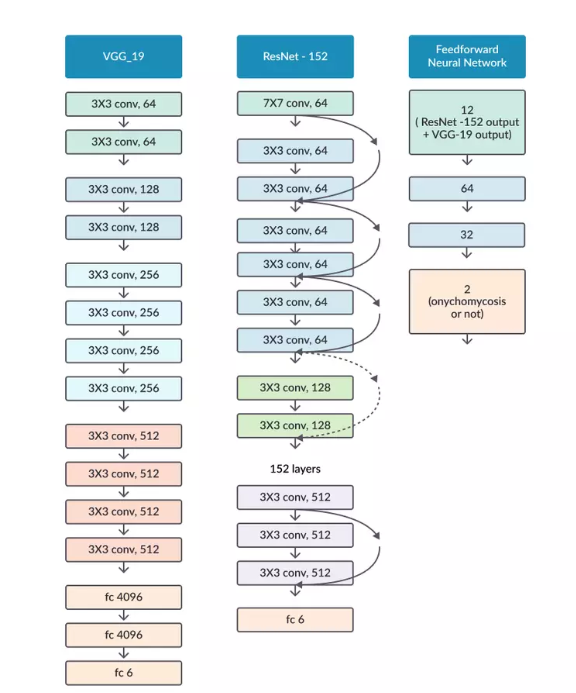 VGG_19
3X3 conv, 64
3X3 conv, 64
3X3 conv, 128
3X3 conv, 128
3X3 conv, 256
3X3 conv, 256
3X3 conv, 256
3X3 conv, 256
3X3 conv, 512
3X3 conv, 512
3X3 conv, 512
3X3 conv, 512
fc 4096
fc 4096
fc 6
ResNet - 152
7X7 conv, 64
3X3 conv, 64
3X3 conv, 64
3X3 conv, 64
3X3 conv, 64
3X3 conv, 64
3X3 conv, 64
3X3 conv, 128
3X3 conv, 128
152 layers
3X3 conv, 512
3X3 conv, 512
3X3 conv, 512
fc 6
Feedforward
Neural Network
12
( ResNet -152 output
+ VGG-19 output)
64
32
2
(onychomycosis
or not)